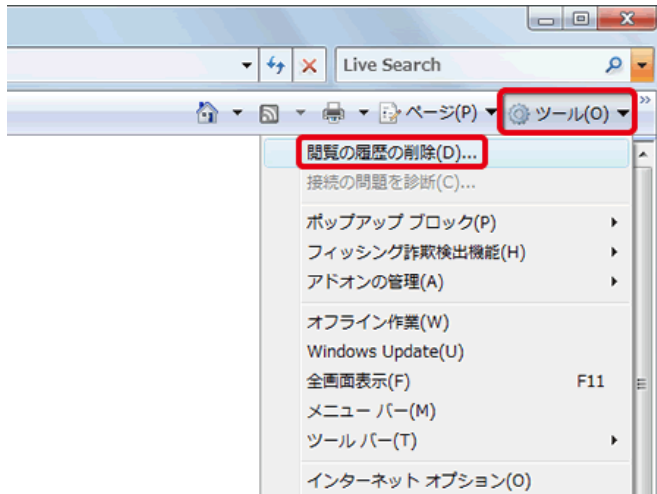 Live Search
ページ(P) ツール(O) »
閲覧の履歴の削除(D)...
接続の問題を診断(C)...
ポップアップ ブロック(P)
フィッシング詐欺検出機能(H)
アドオンの管理(A)
オフライン作業(W)
Windows Update(U)
全画面表示(F) F11
メニュー バー(M)
ツール バー(T)
インターネット オプション(O)